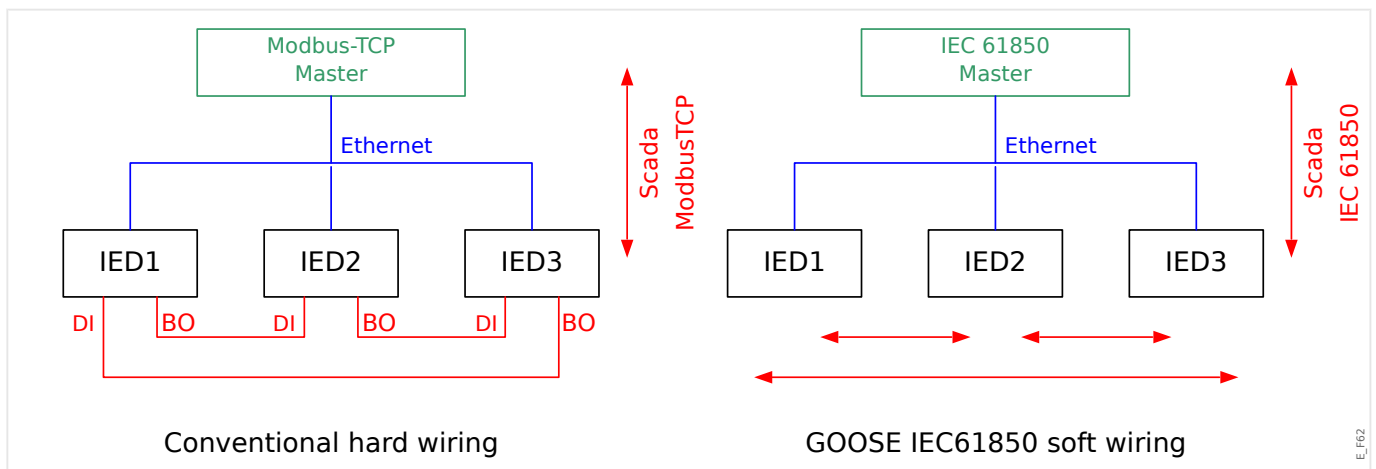 Modbus-TCP
Master
Ethernet
Scada
ModbusTCP
IED1
IED2
IED3
DI
BO
DI
BO
DI
BO
Conventional hard wiring
IEC 61850
Master
Ethernet
Scada
IEC 61850
IED1
IED2
IED3
GOOSE IEC61850 soft wiring
E_F62